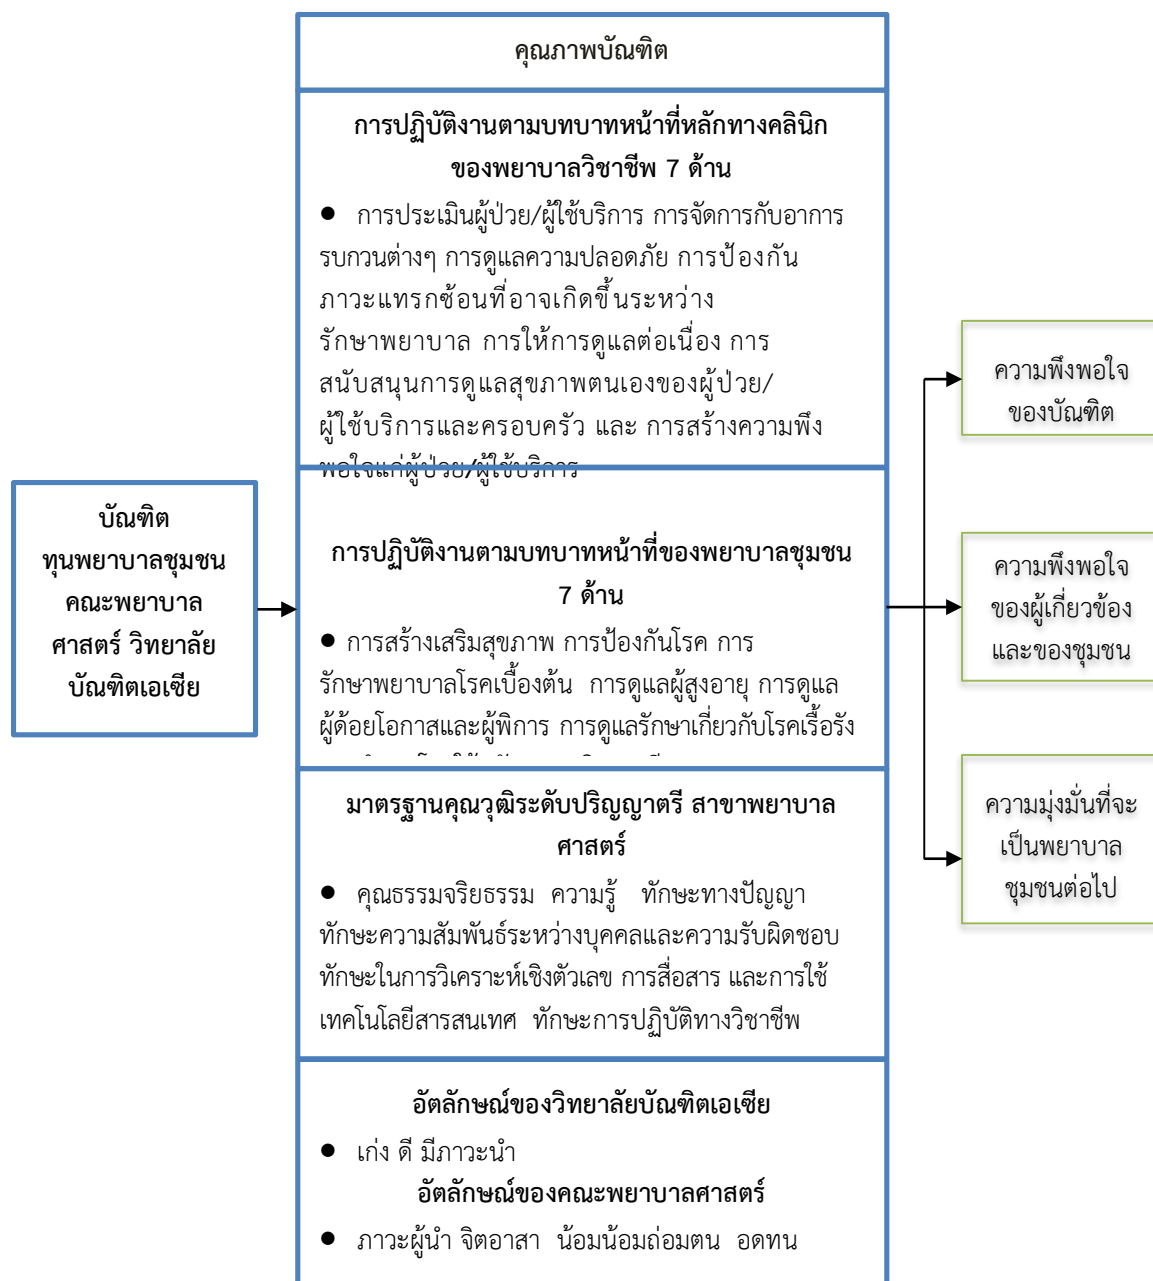 คุณภาพบัณฑิต
การปฏิบัติงานตามบทบาทหน้าที่หลักทางคลินิก
ของพยาบาลวิชาชีพ 7 ด้าน
● การประเมินผู้ป่วย/ผู้ใช้บริการ การจัดการกับอาการ
รบกวนต่างๆ การดูแลความปลอดภัย การป้องกัน
ภาวะแทรกซ้อนที่อาจเกิดขึ้นระหว่าง
รักษาพยาบาล การให้การดูแลต่อเนื่อง การ
สนับสนุนการดูแลสุขภาพตนเองของผู้ป่วย/
ผู้ใช้บริการและครอบครัว และ การสร้างความพึง
พอใจแก่ผู้ป่วย/ผู้ใช้บริการ
บัณฑิต
ทุนพยาบาลชุมชน
คณะพยาบาล
ศาสตร์ วิทยาลัย
บัณฑิตเอเซีย
การปฏิบัติงานตามบทบาทหน้าที่ของพยาบาลชุมชน
7 ด้าน
● การสร้างเสริมสุขภาพ การป้องกันโรค การ
รักษาพยาบาลโรคเบื้องต้น การดูแลผู้สูงอายุ การดูแล
ผู้ด้อยโอกาสและผู้พิการ การดูแลรักษาเกี่ยวกับโรคเรื้อรัง
มาตรฐานคุณวุฒิระดับปริญญาตรี สาขาพยาบาล
ศาสตร์
● คุณธรรมจริยธรรม ความรู้ ทักษะทางปัญญา
ทักษะความสัมพันธ์ระหว่างบุคคลและความรับผิดชอบ
ทักษะในการวิเคราะห์เชิงตัวเลข การสื่อสาร และการใช้
เทคโนโลยีสารสนเทศ ทักษะการปฏิบัติทางวิชาชีพ
อัตลักษณ์ของวิทยาลัยบัณฑิตเอเซีย
● เก่ง ดี มีภาวะนำ
อัตลักษณ์ของคณะพยาบาลศาสตร์
● ภาวะผู้นำ จิตอาสา น้อมน้อมถ่อมตน อดทน
ความพึงพอใจ
ของบัณฑิต
ความพึงพอใจ
ของผู้เกี่ยวข้อง
และของชุมชน
ความมุ่งมั่นที่จะ
เป็นพยาบาล
ชุมชนต่อไป